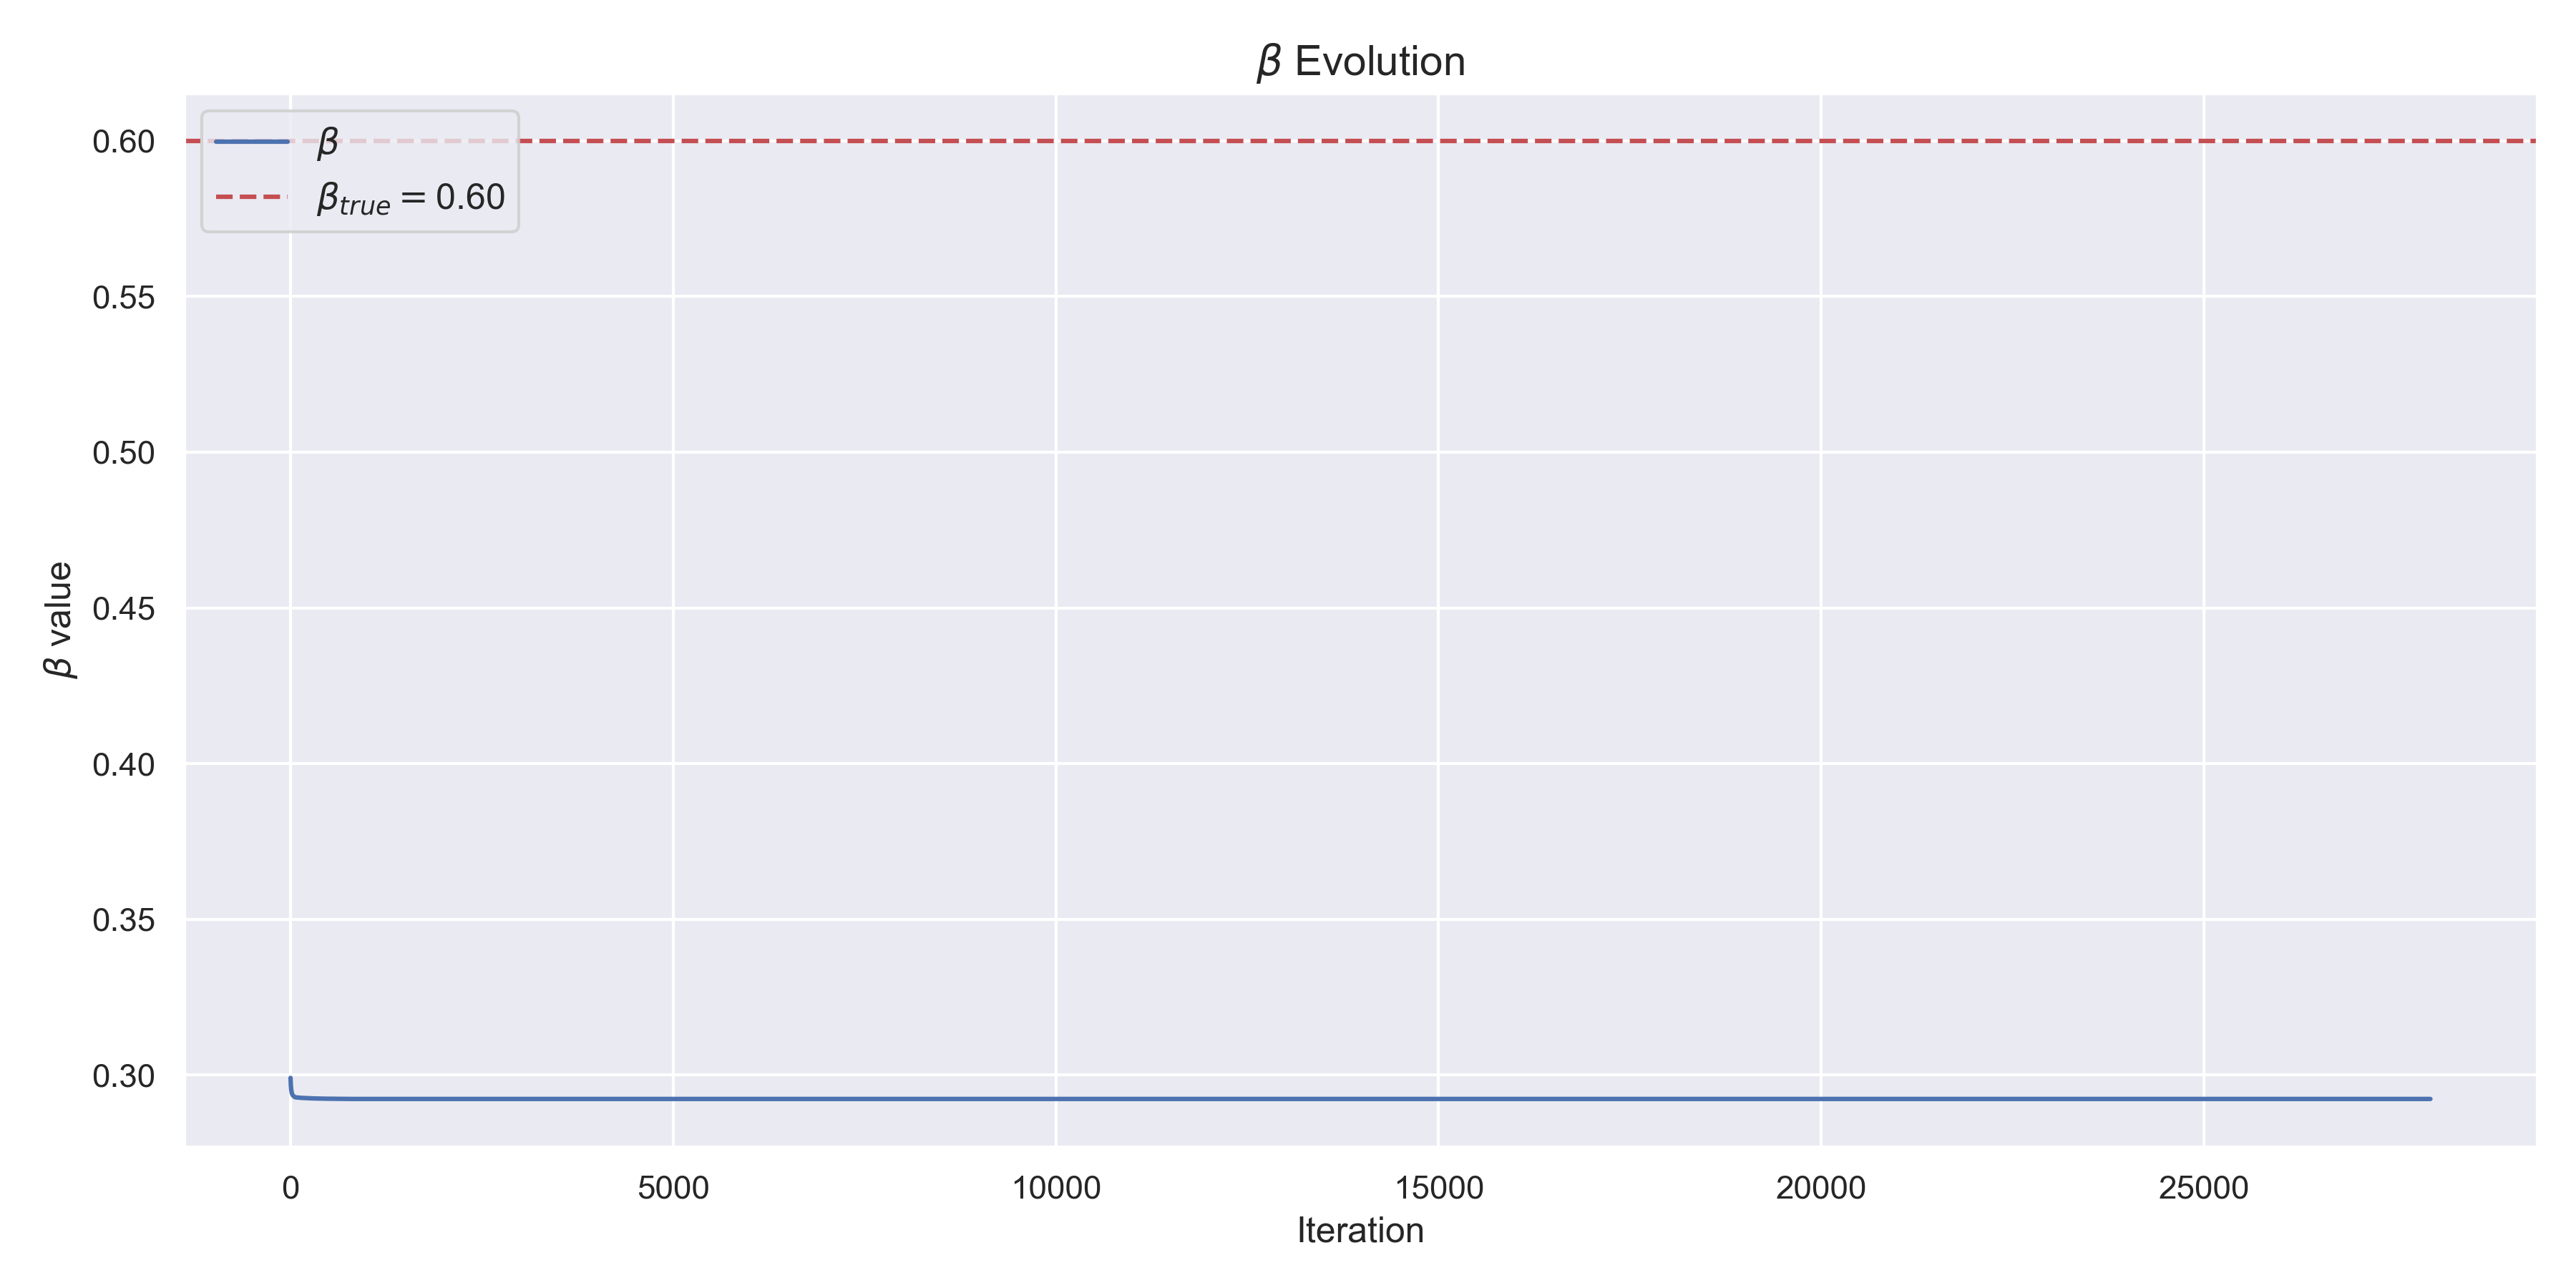 β Evolution
β
β_true = 0.60
0.60
0.55
0.50
0.45
0.40
0.35
0.30
β value
0 5000 10000 15000 20000 25000
Iteration